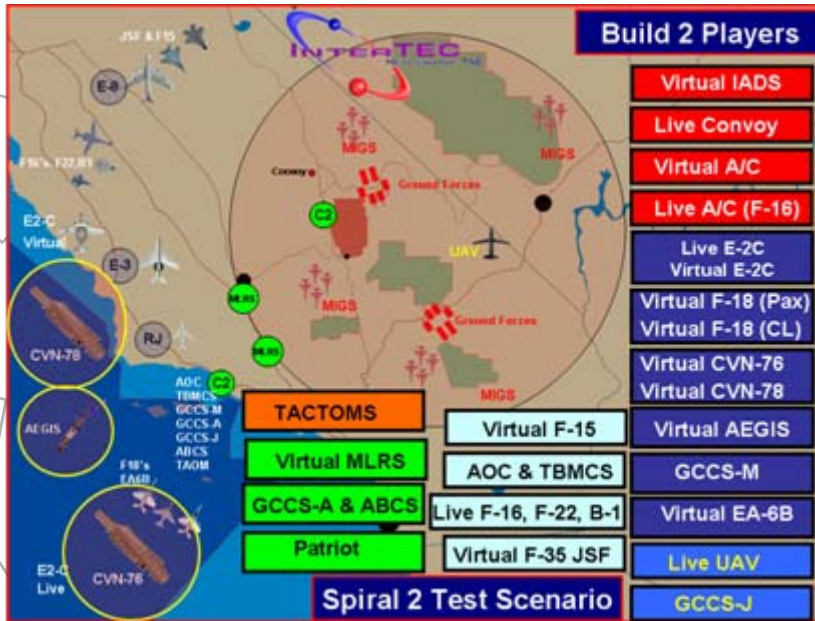 JSF & F15
INTERTEC
Build 2 Players
E-8
Virtual IADS
Live Convoy
Virtual A/C
Live A/C (F-16)
Live E-2C
Virtual E-2C
Virtual F-18 (Pax)
Virtual F-18 (CL)
Virtual CVN-76
Virtual CVN-78
Virtual AEGIS
GCCS-M
Virtual EA-6B
Live UAV
GCCS-J
MIGS
MIGS
Convoy
Ground Forces
F16's, F22, B1
C2
E2-C
Virtual
UAV
E-3
MLRS
MIGS
Ground Forces
CVN-78
RJ
MLRS
MIGS
C2
AOC
TBMCS
GCCS-M
GCCS-A
GCCS-J
ABCS
TAOM
AEGIS
TACTOMS
Virtual MLRS
GCCS-A & ABCS
Patriot
Virtual F-15
AOC & TBMCS
Live F-16, F-22, B-1
Virtual F-35 JSF
F18's
EA6B
CVN-76
E2-C
Live
Spiral 2 Test Scenario